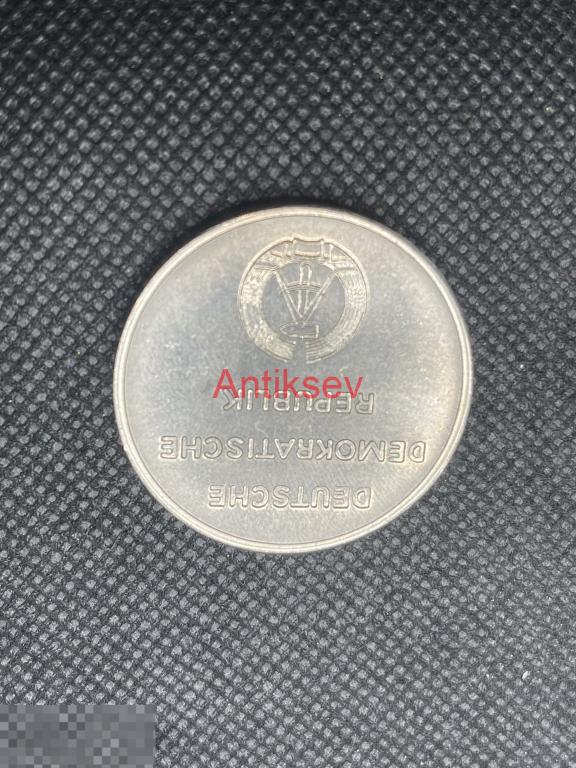 DEUTSCHE
DEMOKRATISCHE
REPUBLIK
Antiksev